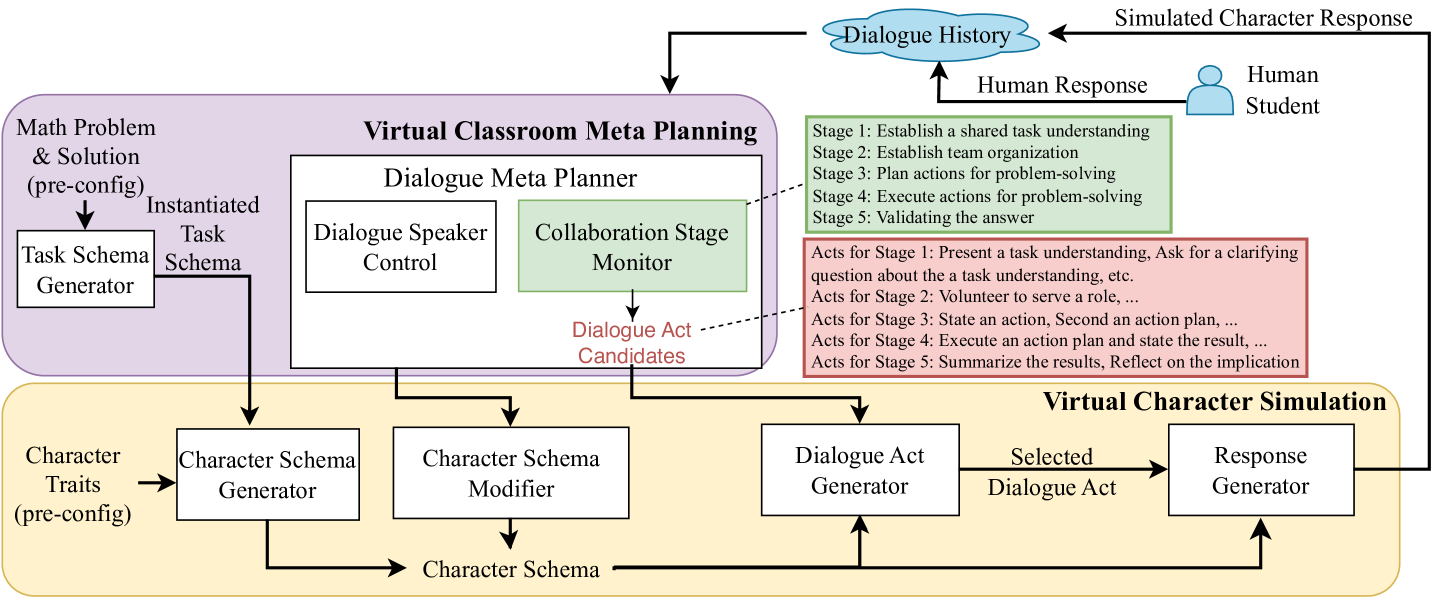 Simulated Character Response
Dialogue History
Human Response
Human
Student
Math Problem
& Solution
(pre-config)
Virtual Classroom Meta Planning
Dialogue Meta Planner
Instantiated
Task
Schema
Task Schema
Generator
Dialogue Speaker
Control
Collaboration Stage
Monitor
Dialogue Act
Candidates
Stage 1: Establish a shared task understanding
Stage 2: Establish team organization
Stage 3: Plan actions for problem-solving
Stage 4: Execute actions for problem-solving
Stage 5: Validating the answer
Acts for Stage 1: Present a task understanding, Ask for a clarifying
question about the a task understanding, etc.
Acts for Stage 2: Volunteer to serve a role, ...
Acts for Stage 3: State an action, Second an action plan, ...
Acts for Stage 4: Execute an action plan and state the result, ...
Acts for Stage 5: Summarize the results, Reflect on the implication
Virtual Character Simulation
Character
Traits
(pre-config)
Character Schema
Generator
Character Schema
Modifier
Character Schema
Dialogue Act
Generator
Selected
Dialogue Act
Response
Generator